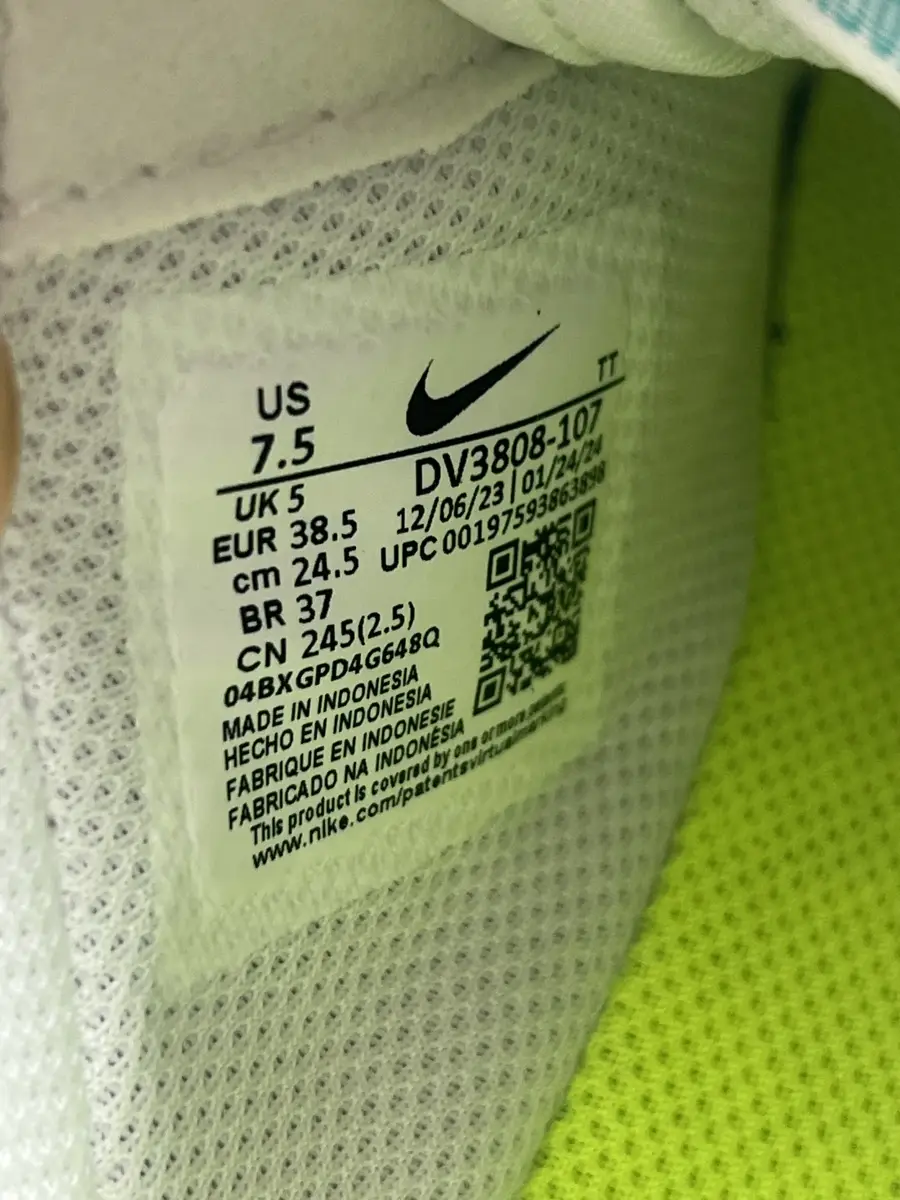 US
7.5
TT
UK 5
DV3808-107
EUR 38.5
12/06/23 | 01/24/24
cm 24.5
UPC 00197593863898
BR 37
CN 245(2.5)
04BXGPD4G648Q
MADE IN INDONESIA
HECHO EN INDONESIA
FABRIQUE EN INDONESIE
FABRICADO NA INDONÉSIA
This product is covered by one or more patents.
www.nike.com/patentsvirtualmarking